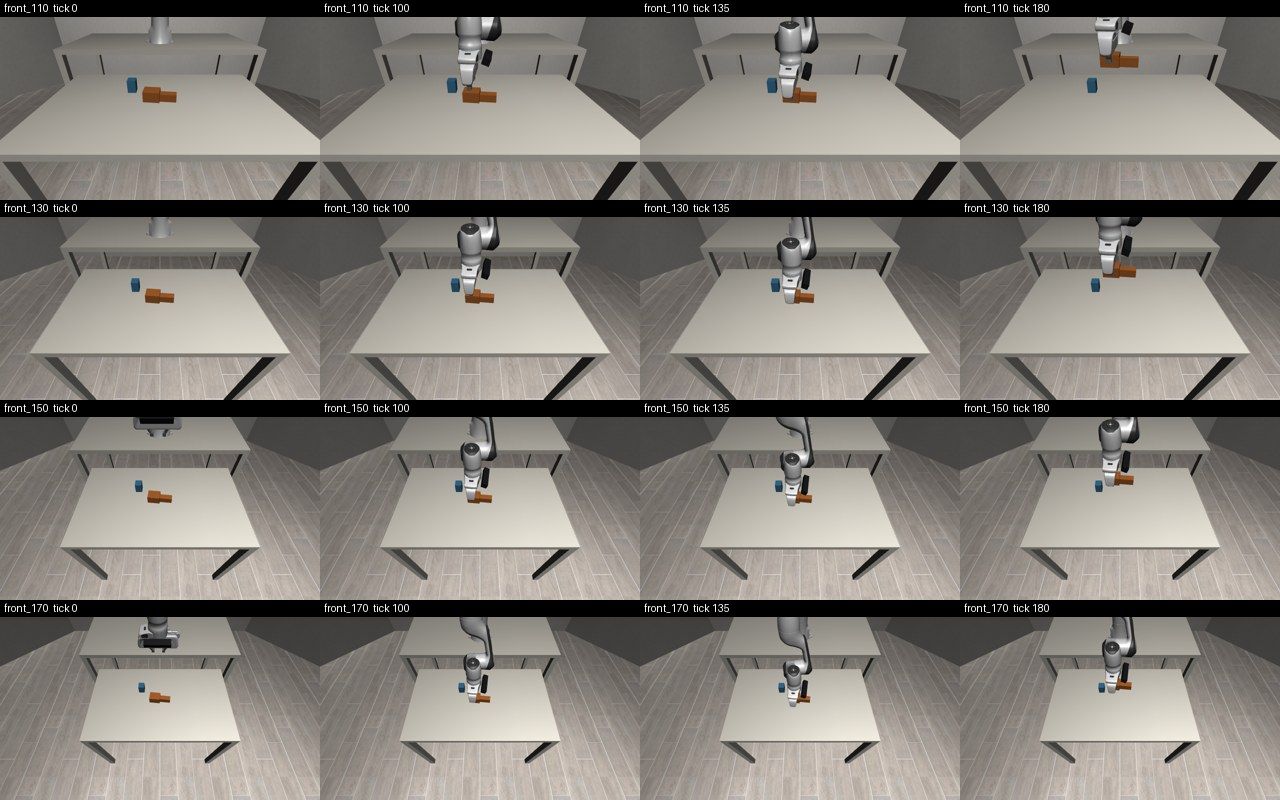 front_110 tick 0
front_110 tick 100
front_110 tick 135
front_110 tick 180
front_130 tick 0
front_130 tick 100
front_130 tick 135
front_130 tick 180
front_150 tick 0
front_150 tick 100
front_150 tick 135
front_150 tick 180
front_170 tick 0
front_170 tick 100
front_170 tick 135
front_170 tick 180